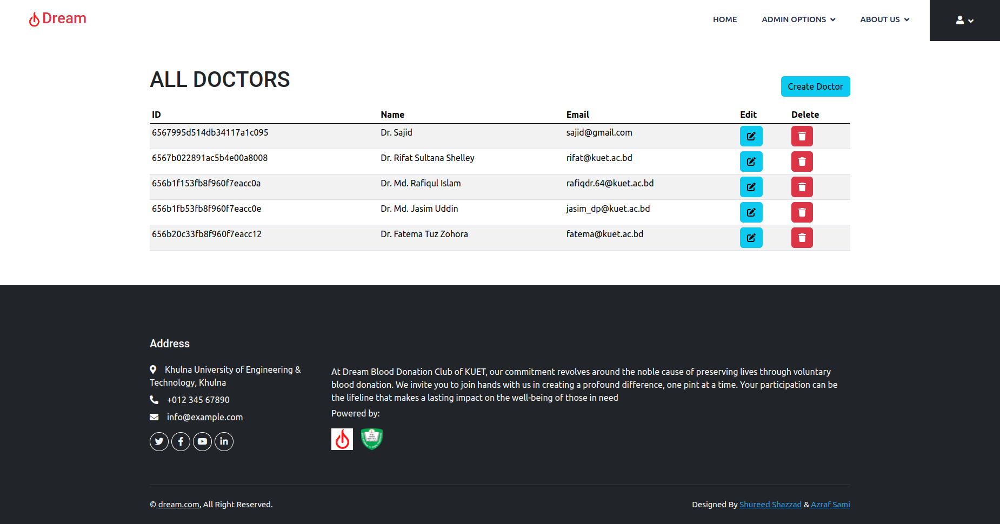 Dream
HOME ADMIN OPTIONS ABOUT US
ALL DOCTORS
Create Doctor
ID Name Email Edit Delete
6567995d514db34117a1c095 Dr. Sajid sajid@gmail.com
6567b022891ac5b4e00a8008 Dr. Rifat Sultana Shelley rifat@kuet.ac.bd
656b1f153fb8f960f7eacc0a Dr. Md. Rafiqul Islam rafiqdr.64@kuet.ac.bd
656b1fb53fb8f960f7eacc0e Dr. Md. Jasim Uddin jasim_dp@kuet.ac.bd
656b20c33fb8f960f7eacc12 Dr. Fatema Tuz Zohora fatema@kuet.ac.bd
Address
Khulna University of Engineering &
Technology, Khulna
+012 345 67890
info@example.com
At Dream Blood Donation Club of KUET, our commitment revolves around the noble cause of preserving lives through voluntary
blood donation. We invite you to join hands with us in creating a profound difference, one pint at a time. Your participation can be
the lifeline that makes a lasting impact on the well-being of those in need
Powered by:
© dream.com, All Right Reserved.
Designed By Shureed Shazzad & Azraf Sami